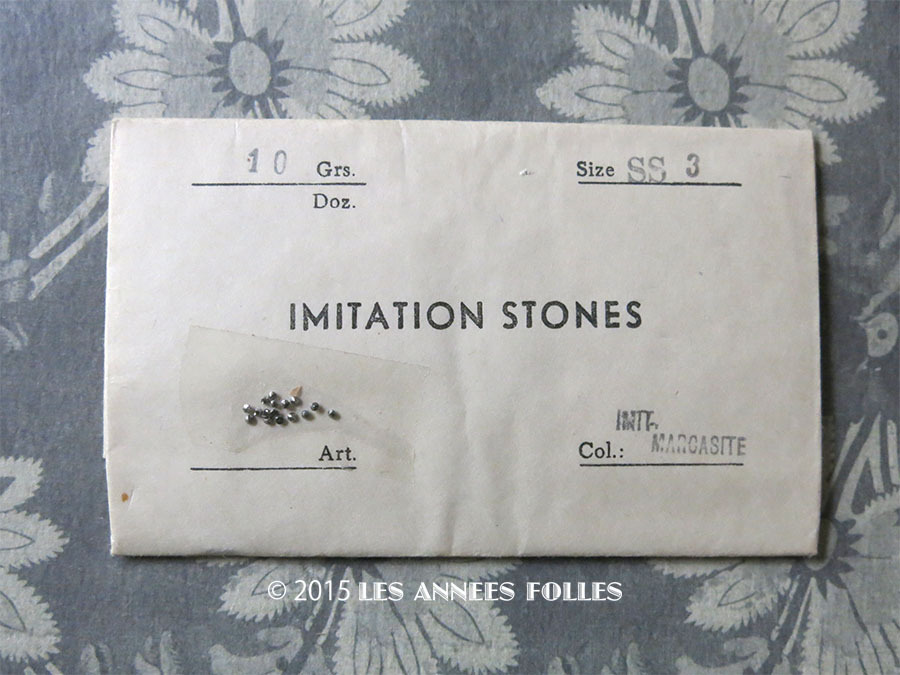 10 Grs.
Doz.
Size SS 3
IMITATION STONES
Art.
IMIT.
Col.: MARCASITE
© 2015 LES ANNEES FOLLES